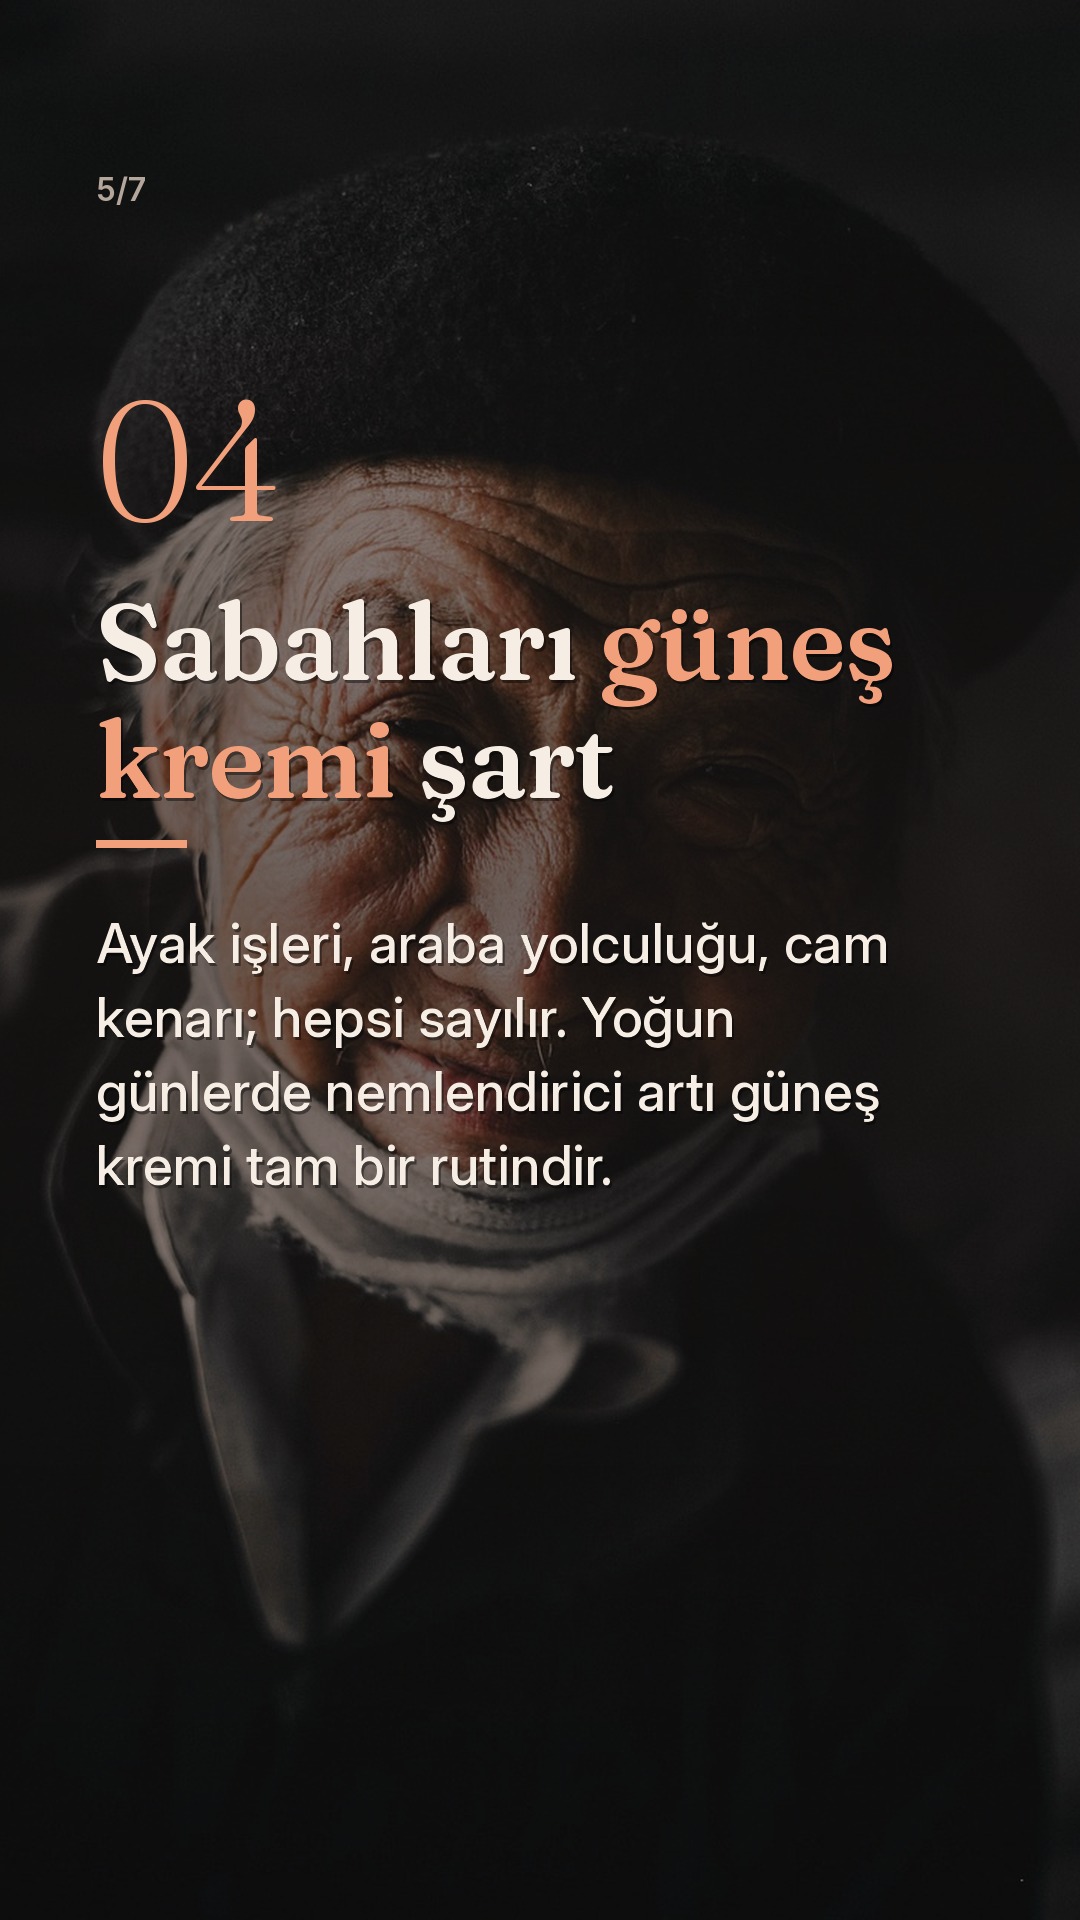 5/7
04
Sabahları güneş
kremi şart
Ayak işleri, araba yolculuğu, cam
kenarı; hepsi sayılır. Yoğun
günlerde nemlendirici artı güneş
kremi tam bir rutindir.